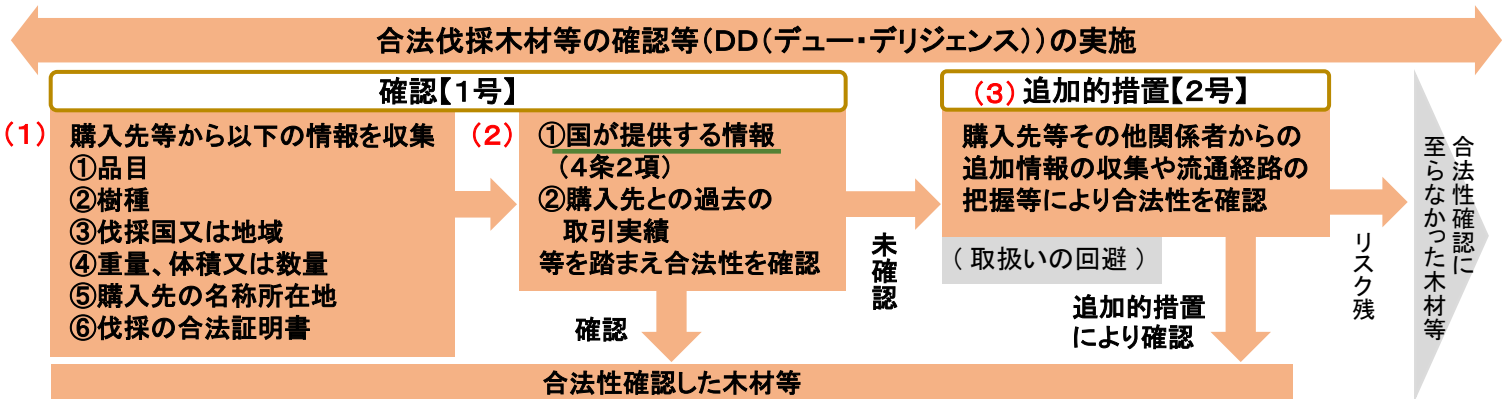 合法伐採木材等の確認等（ＤＤ（デュー・デリジェンス））の実施
確認【１号】
（１）
購入先等から以下の情報を収集
①品目
②樹種
③伐採国又は地域
④重量、体積又は数量
⑤購入先の名称所在地
⑥伐採の合法証明書
（２）
①国が提供する情報
（４条２項）
②購入先との過去の
取引実績
等を踏まえ合法性を確認
確認
未確認
（３）追加的措置【２号】
購入先等その他関係者からの
追加情報の収集や流通経路の
把握等により合法性を確認
（取扱いの回避）
追加的措置
により確認
リスク残
合法性確認に
至らなかった木材等
合法性確認した木材等